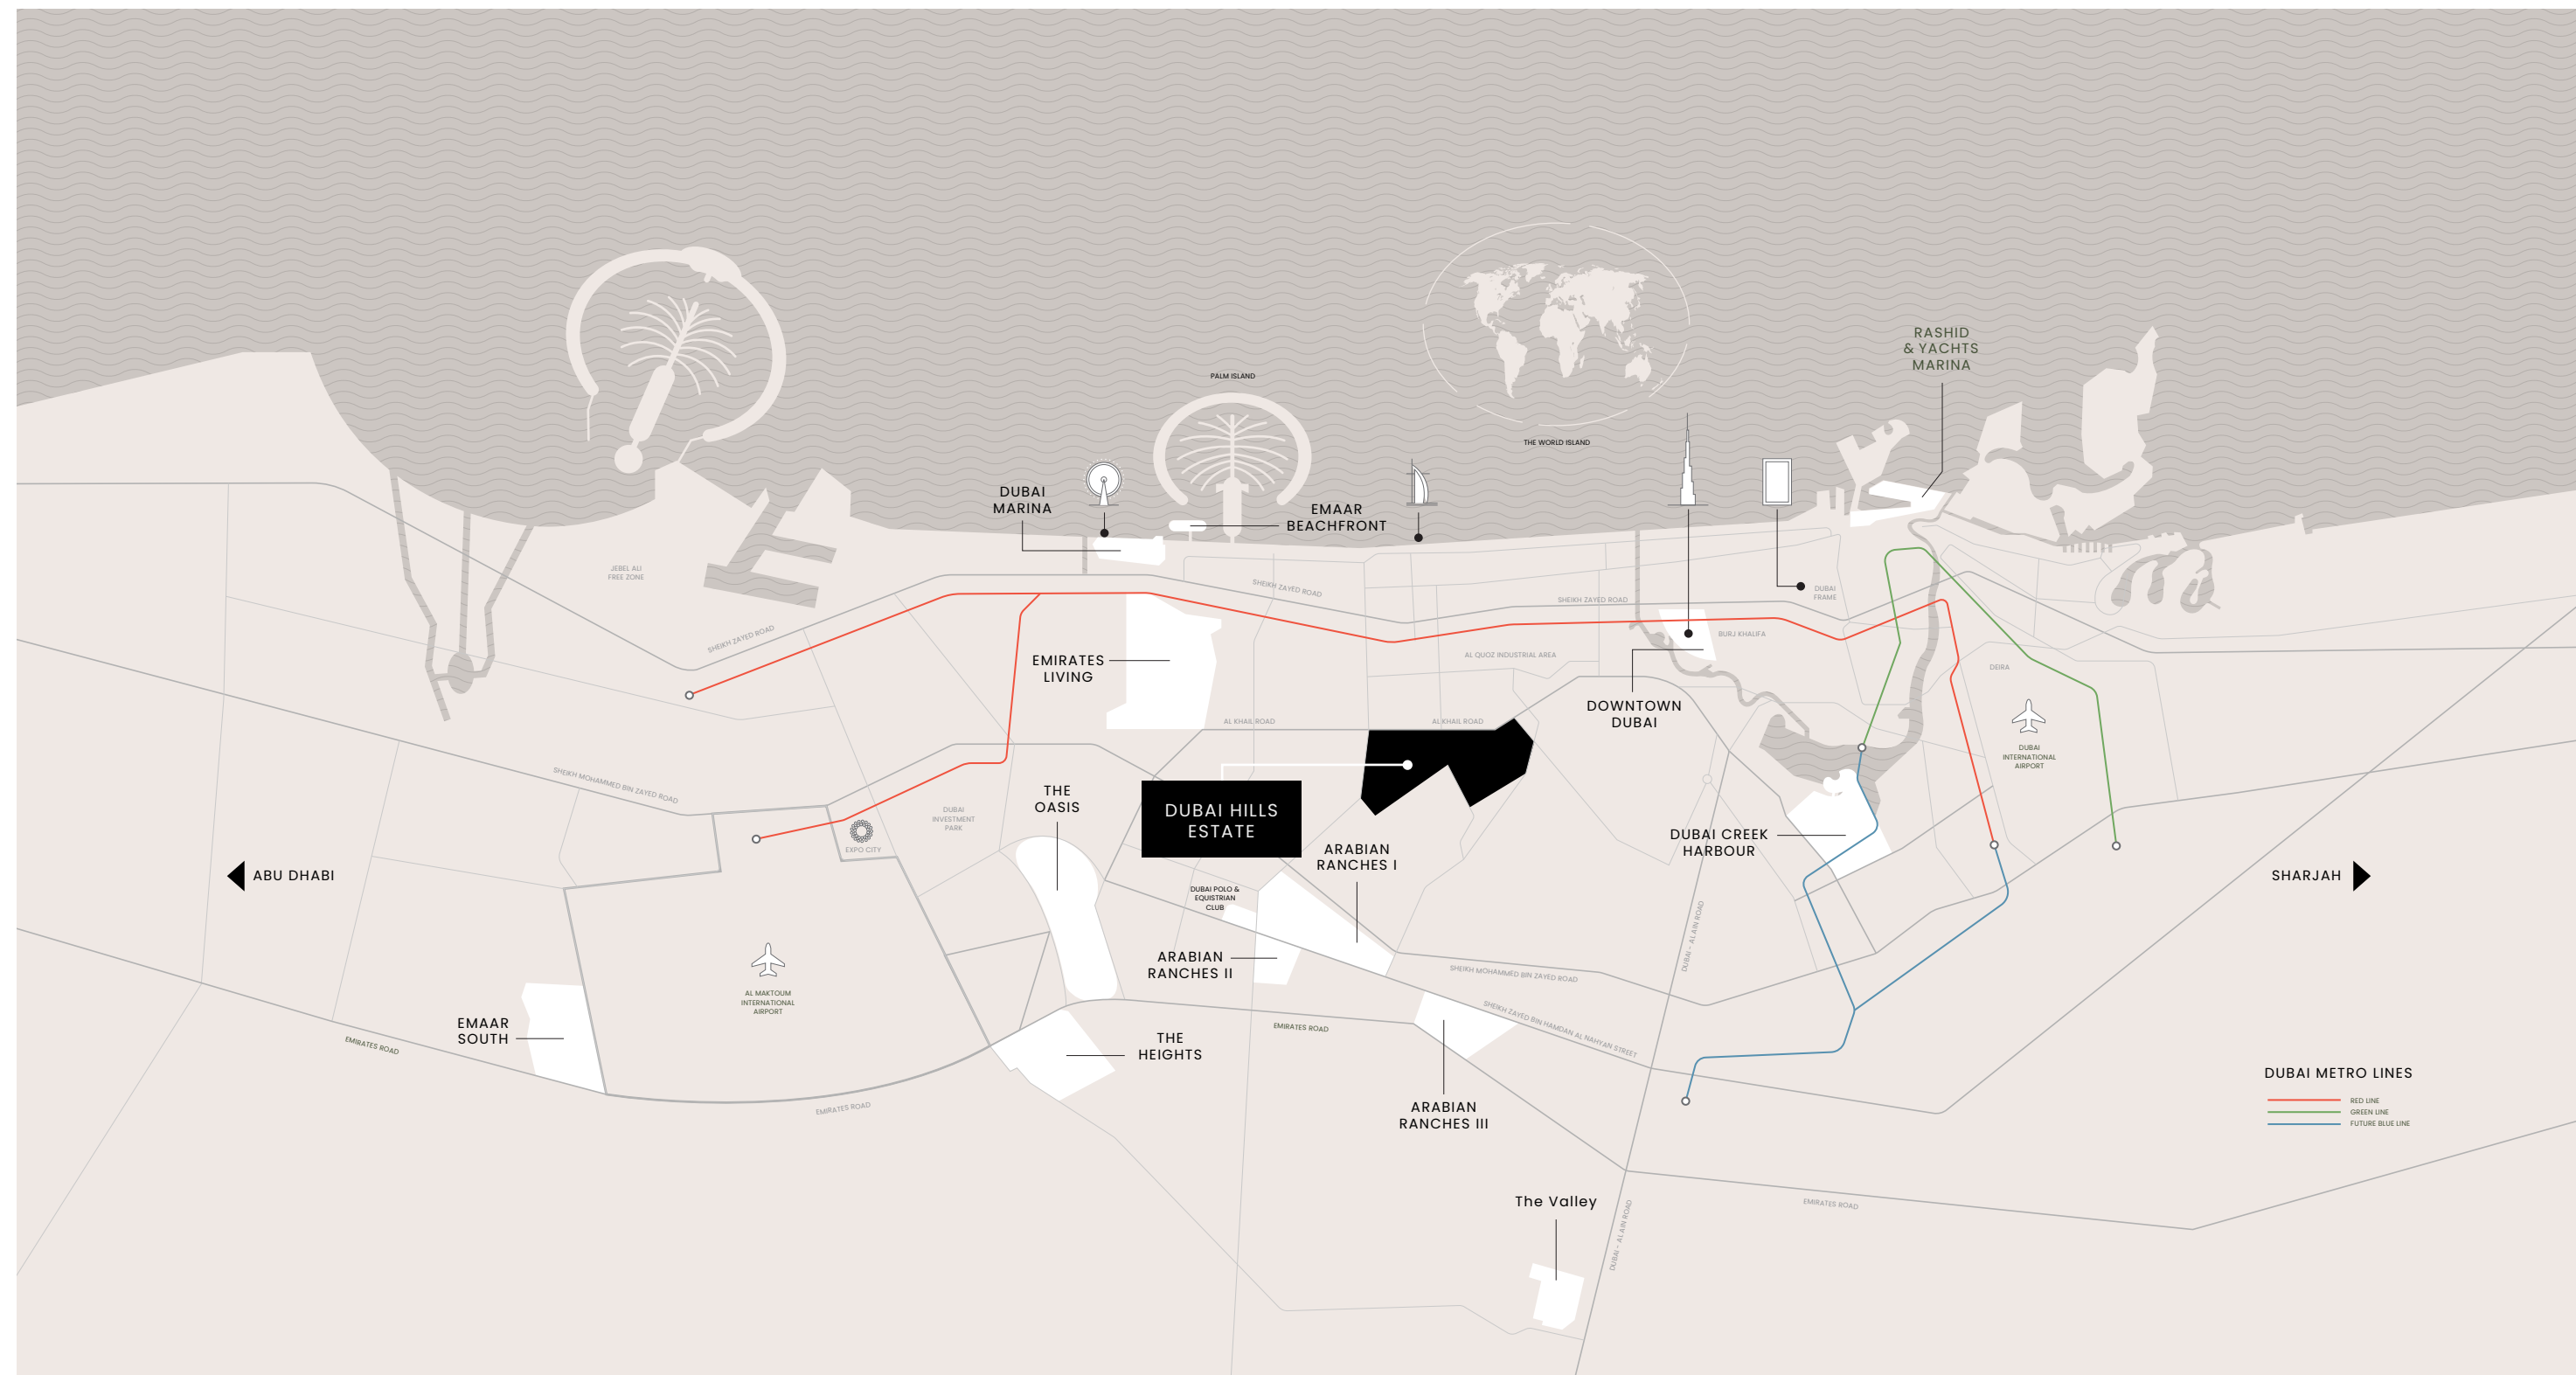 RASHID
& YACHTS
MARINA
PALM ISLAND
THE WORLD ISLAND
DUBAI
MARINA
EMAAR
BEACHFRONT
JEBEL ALI
FREE ZONE
SHEIKH ZAYED ROAD
SHEIKH ZAYED ROAD
DUBAI
FRAME
SHEIKH ZAYED ROAD
BURJ KHALIFA
EMIRATES
LIVING
AL QUOZ INDUSTRIAL AREA
DEIRA
DOWNTOWN
DUBAI
AL KHAIL ROAD
AL KHAIL ROAD
DUBAI
INTERNATIONAL
AIRPORT
SHEIKH MOHAMMED BIN ZAYED ROAD
THE
OASIS
DUBAI HILLS
ESTATE
DUBAI
INVESTMENT
PARK
EXPO CITY
DUBAI CREEK
HARBOUR
ARABIAN
RANCHES I
ABU DHABI
SHARJAH
DUBAI POLO &
EQUESTRIAN
CLUB
DUBAI - AL AIN ROAD
ARABIAN
RANCHES II
SHEIKH MOHAMMED BIN ZAYED ROAD
AL MAKTOUM
INTERNATIONAL
AIRPORT
SHEIKH ZAYED BIN HAMDAN AL NAHYAN STREET
EMAAR
SOUTH
EMIRATES ROAD
EMIRATES ROAD
THE
HEIGHTS
DUBAI METRO LINES
RED LINE
GREEN LINE
FUTURE BLUE LINE
EMIRATES ROAD
ARABIAN
RANCHES III
The Valley
EMIRATES ROAD
DUBAI - AL AIN ROAD